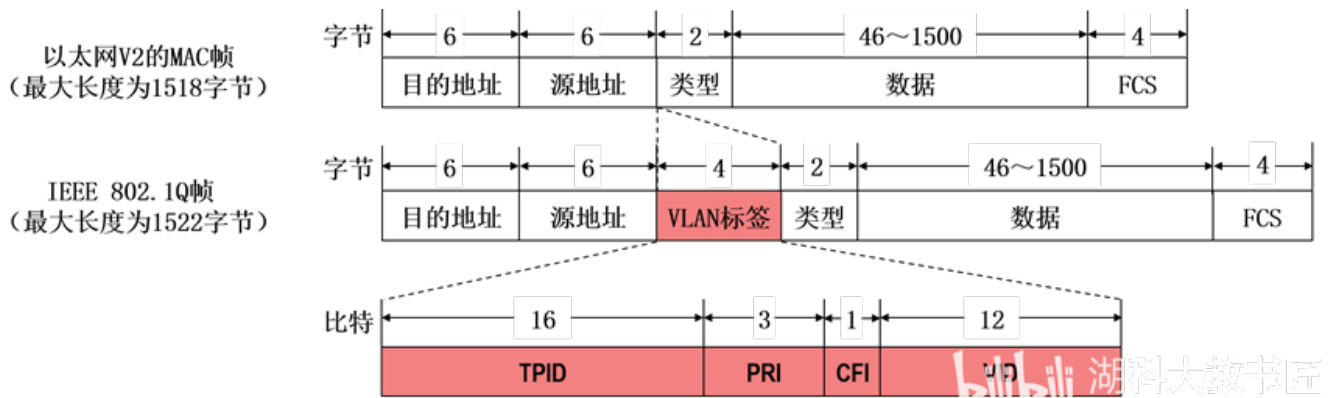 字节 6 6 2 46～1500 4
以太网V2的MAC帧
（最大长度为1518字节）
目的地址 源地址 类型 数据 FCS
字节 6 6 4 2 46～1500 4
IEEE 802.1Q帧
（最大长度为1522字节）
目的地址 源地址 VLAN标签 类型 数据 FCS
比特 16 3 1 12
TPID PRI CFI VID
bilibili 湖科大教书匠